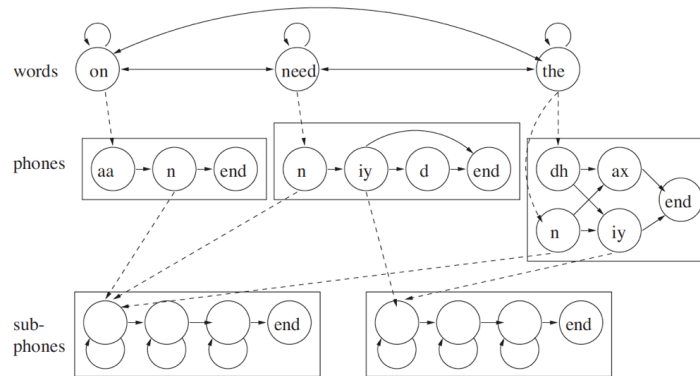 words on need the
phones aa n end n iy d end dh ax end
n iy
sub-
phones end end